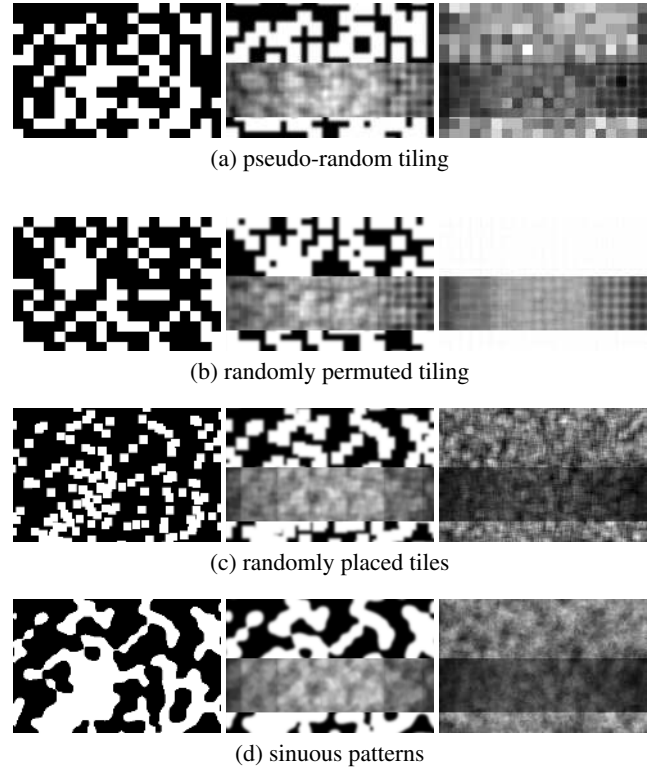 (a) pseudo-random tiling
(b) randomly permuted tiling
(c) randomly placed tiles
(d) sinuous patterns